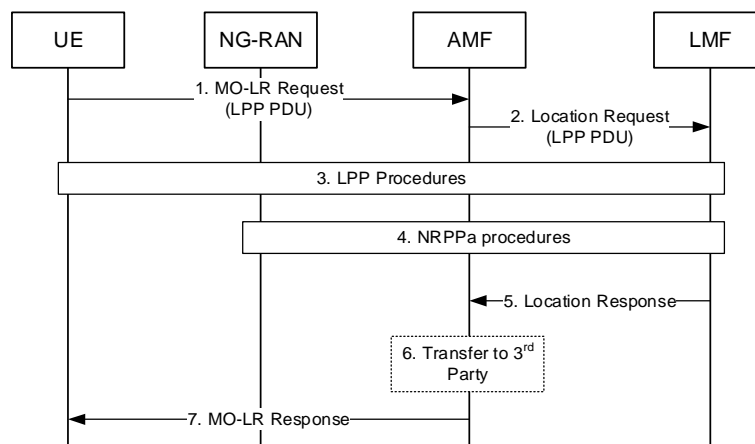 UE
NG-RAN
AMF
LMF
1. MO-LR Request
(LPP PDU)
2. Location Request
(LPP PDU)
3. LPP Procedures
4. NRPPa procedures
5. Location Response
6. Transfer to 3rd
Party
7. MO-LR Response